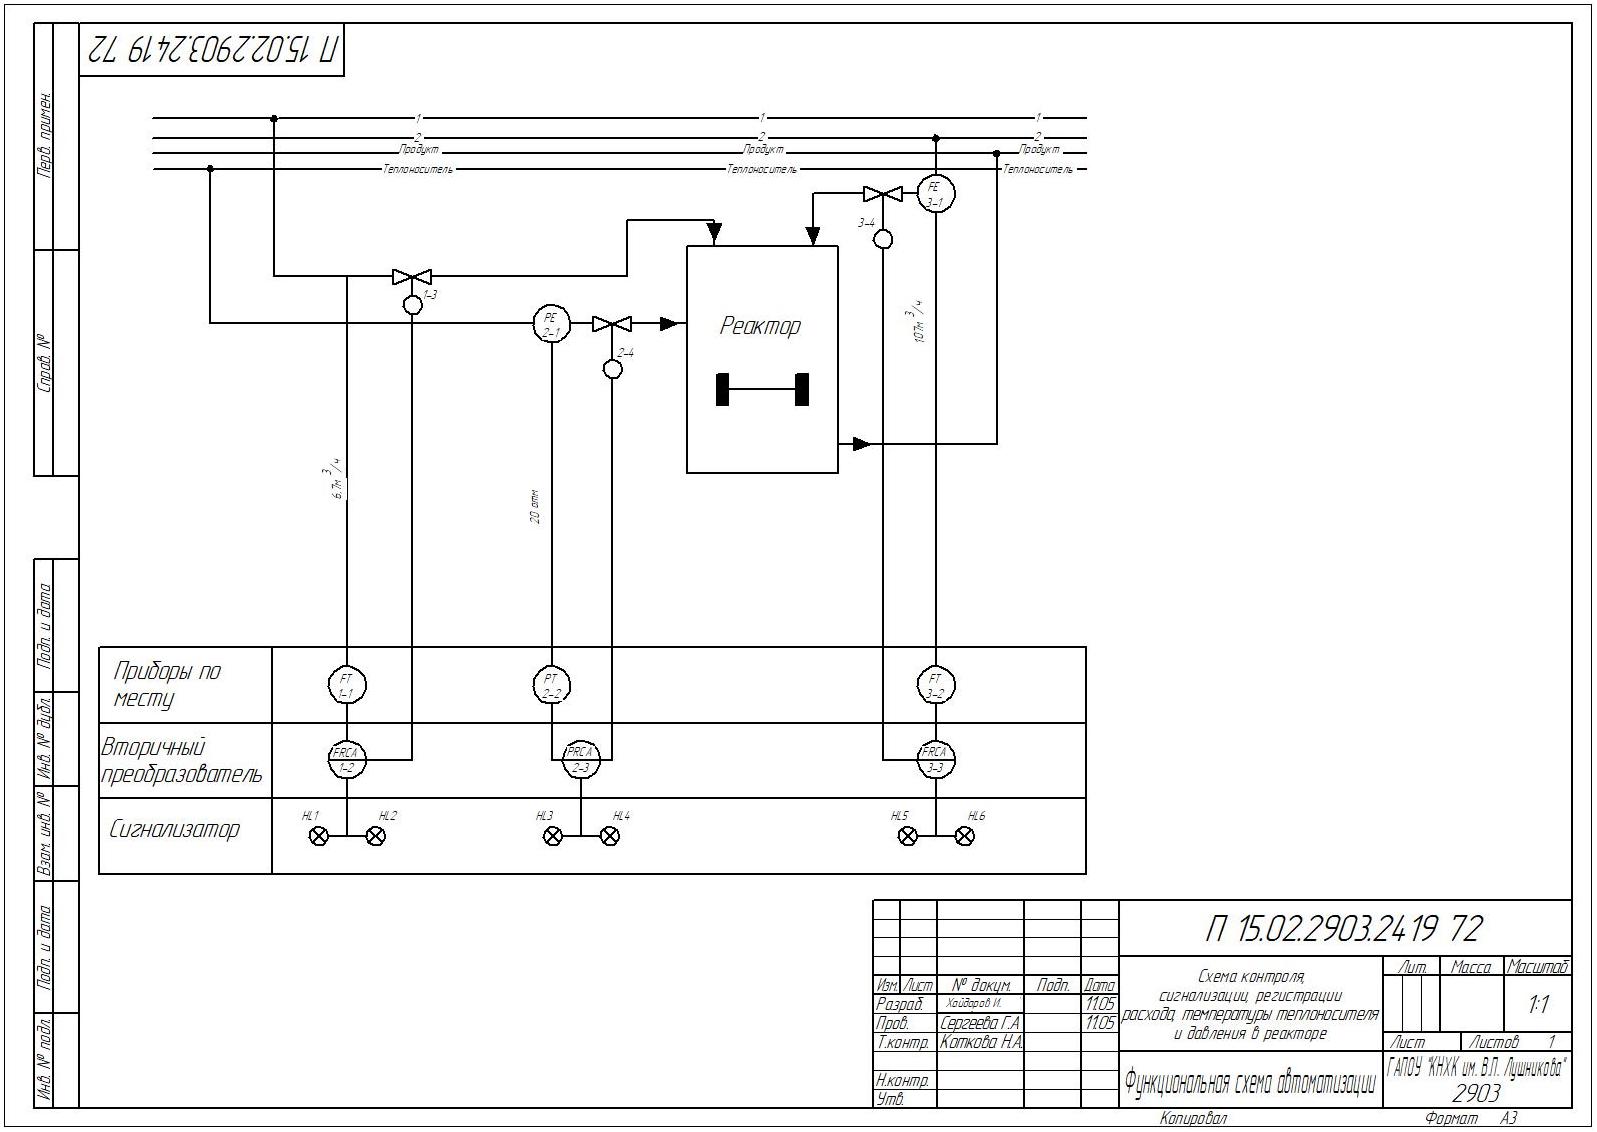 П 15.02.2903.2419 72
Перв. примен.
Справ. №
Подп. и дата
Инв. № дубл.
Взам. инв. №
Подп. и дата
Инв. № подл.
1 1 1
2 2 2
Продукт Продукт Продукт
Теплоноситель Теплоноситель Теплоноситель
FE
3-1
3-4
1-3
PE
2-1
2-4
Реактор
107м3/ч
6,7м3/ч
20 атм
Приборы по
месту
FT
1-1
PT
2-2
FT
3-2
Вторичный
преобразователь
FRCA
1-2
PRCA
2-3
FRCA
3-3
Сигнализатор
HL1 HL2 HL3 HL4 HL5 HL6
П 15.02.2903.2419 72
Схема контроля,
сигнализации, регистрации
расхода, температуры теплоносителя
и давления в реакторе
Лит. Масса Масштаб
1:1
Лист Листов 1
Изм. Лист № докум. Подп. Дата
Разраб. Хайдаров И. 11.05
Пров. Сергеева Г.А 11.05
Т.контр. Коткова Н.А.
Н.контр.
Утв.
Функциональная схема автоматизации
ГАПОУ "КНХК им. В.П. Лушникова"
2903
Копировал Формат А3